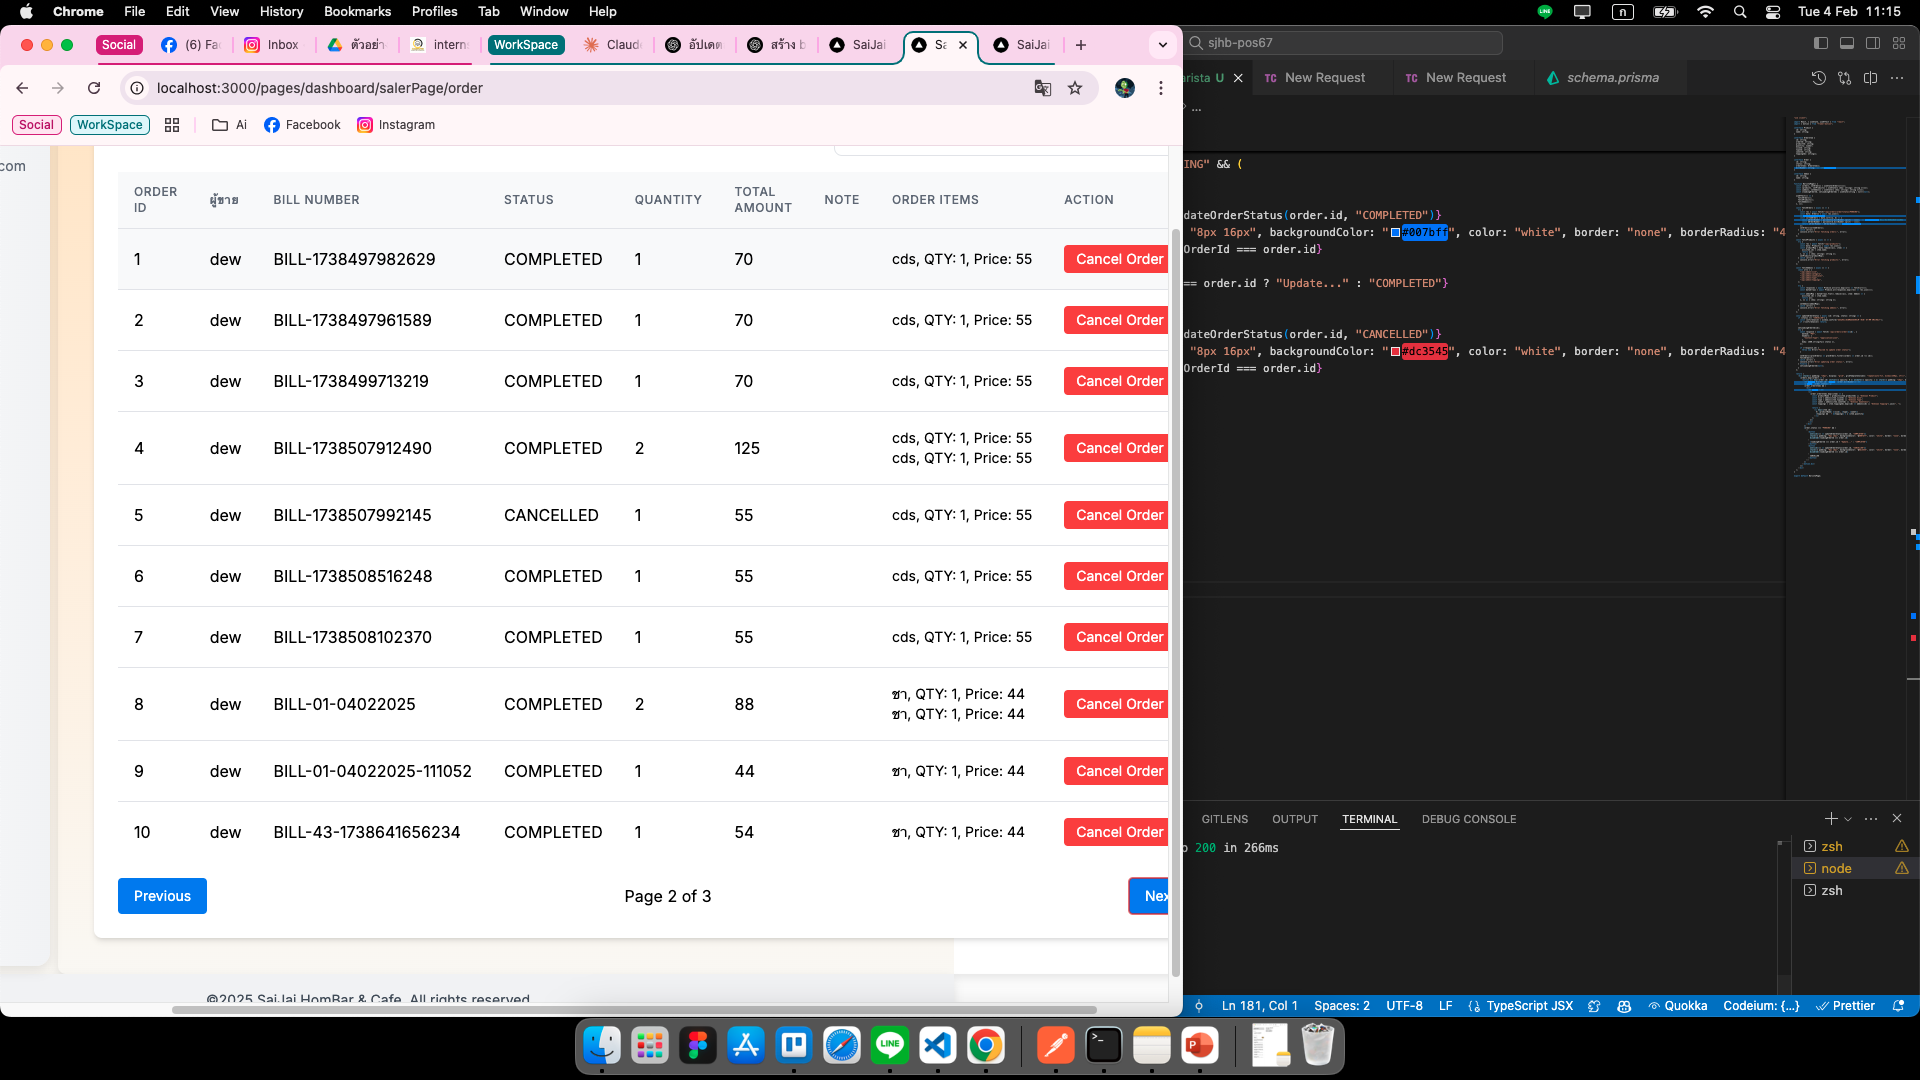 Chrome File Edit View History Bookmarks Profiles Tab Window Help
Tue 4 Feb 11:15
Social (6) Fa Inbox ตัวอย่า intern WorkSpace Claud อัปเดต สร้าง b SaiJai Sa SaiJai
localhost:3000/pages/dashboard/salerPage/order
Social WorkSpace Ai Facebook Instagram
com
ORDER ID ผู้ขาย BILL NUMBER STATUS QUANTITY TOTAL AMOUNT NOTE ORDER ITEMS ACTION
1 dew BILL-1738497982629 COMPLETED 1 70 cds, QTY: 1, Price: 55 Cancel Order
2 dew BILL-1738497961589 COMPLETED 1 70 cds, QTY: 1, Price: 55 Cancel Order
3 dew BILL-1738499713219 COMPLETED 1 70 cds, QTY: 1, Price: 55 Cancel Order
4 dew BILL-1738507912490 COMPLETED 2 125 cds, QTY: 1, Price: 55 cds, QTY: 1, Price: 55 Cancel Order
5 dew BILL-1738507992145 CANCELLED 1 55 cds, QTY: 1, Price: 55 Cancel Order
6 dew BILL-1738508516248 COMPLETED 1 55 cds, QTY: 1, Price: 55 Cancel Order
7 dew BILL-1738508102370 COMPLETED 1 55 cds, QTY: 1, Price: 55 Cancel Order
8 dew BILL-01-04022025 COMPLETED 2 88 ชา, QTY: 1, Price: 44 ชา, QTY: 1, Price: 44 Cancel Order
9 dew BILL-01-04022025-111052 COMPLETED 1 44 ชา, QTY: 1, Price: 44 Cancel Order
10 dew BILL-43-1738641656234 COMPLETED 1 54 ชา, QTY: 1, Price: 44 Cancel Order
Previous Page 2 of 3 Nex
©2025 SaiJai HomBar & Cafe. All rights reserved
sjhb-pos67
arista U TC New Request TC New Request schema.prisma
...
ING" && (
dateOrderStatus(order.id, "COMPLETED")}
"8px 16px", backgroundColor: "#007bff", color: "white", border: "none", borderRadius: "4
OrderId === order.id}
== order.id ? "Update..." : "COMPLETED"}
dateOrderStatus(order.id, "CANCELLED")}
"8px 16px", backgroundColor: "#dc3545", color: "white", border: "none", borderRadius: "4
OrderId === order.id}
GITLENS OUTPUT TERMINAL DEBUG CONSOLE
200 in 266ms
zsh
node
zsh
Ln 181, Col 1 Spaces: 2 UTF-8 LF TypeScript JSX Quokka Codeium: {...} Prettier
LINE